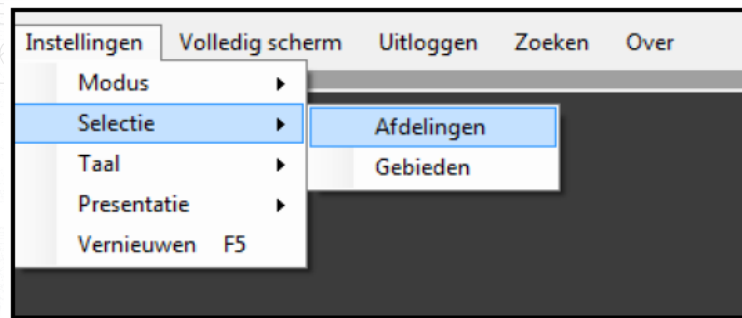 Instellingen Volledig scherm Uitloggen Zoeken Over
Modus
Selectie Afdelingen
Taal Gebieden
Presentatie
Vernieuwen F5